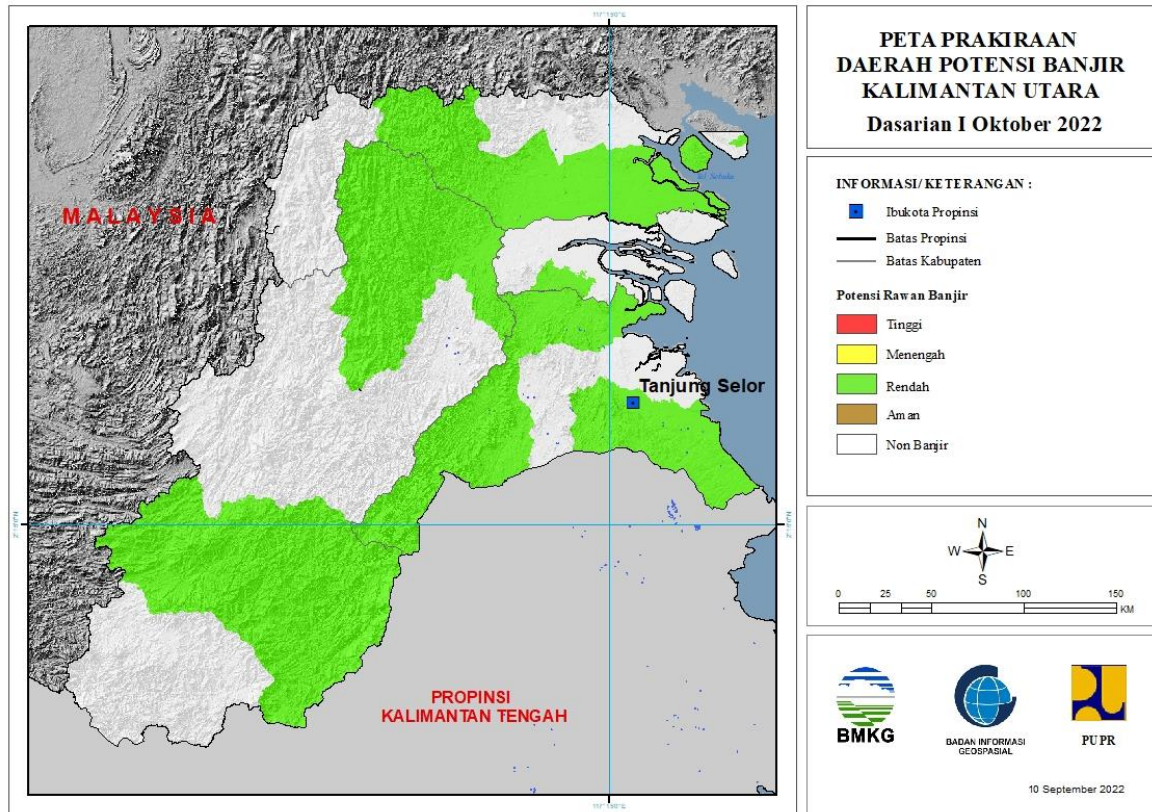 PETA PRAKIRAAN
DAERAH POTENSI BANJIR
KALIMANTAN UTARA
Dasarian I Oktober 2022
INFORMASI/ KETERANGAN :
Ibukota Propinsi
Batas Propinsi
Batas Kabupaten
Potensi Rawan Banjir
Tinggi
Menengah
Rendah
Aman
Non Banjir
MALAYSIA
Tanjung Selor
PROPINSI
KALIMANTAN TENGAH
N
W
E
S
0 25 50 100 150
KM
BMKG
BADAN INFORMASI
GEOSPASIAL
PUPR
10 September 2022